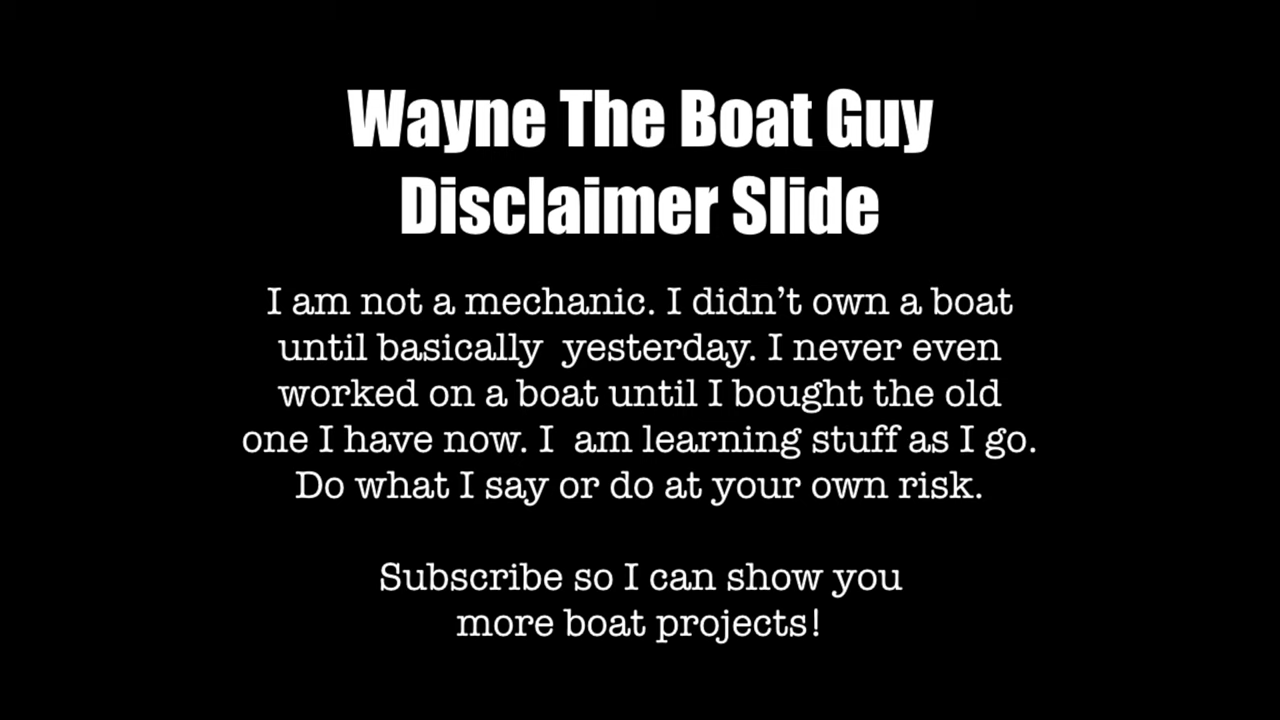 Wayne The Boat Guy
Disclaimer Slide
I am not a mechanic. I didn’t own a boat
until basically  yesterday. I never even
worked on a boat until I bought the old
one I have now. I  am learning stuff as I go.
Do what I say or do at your own risk.
Subscribe so I can show you
more boat projects!